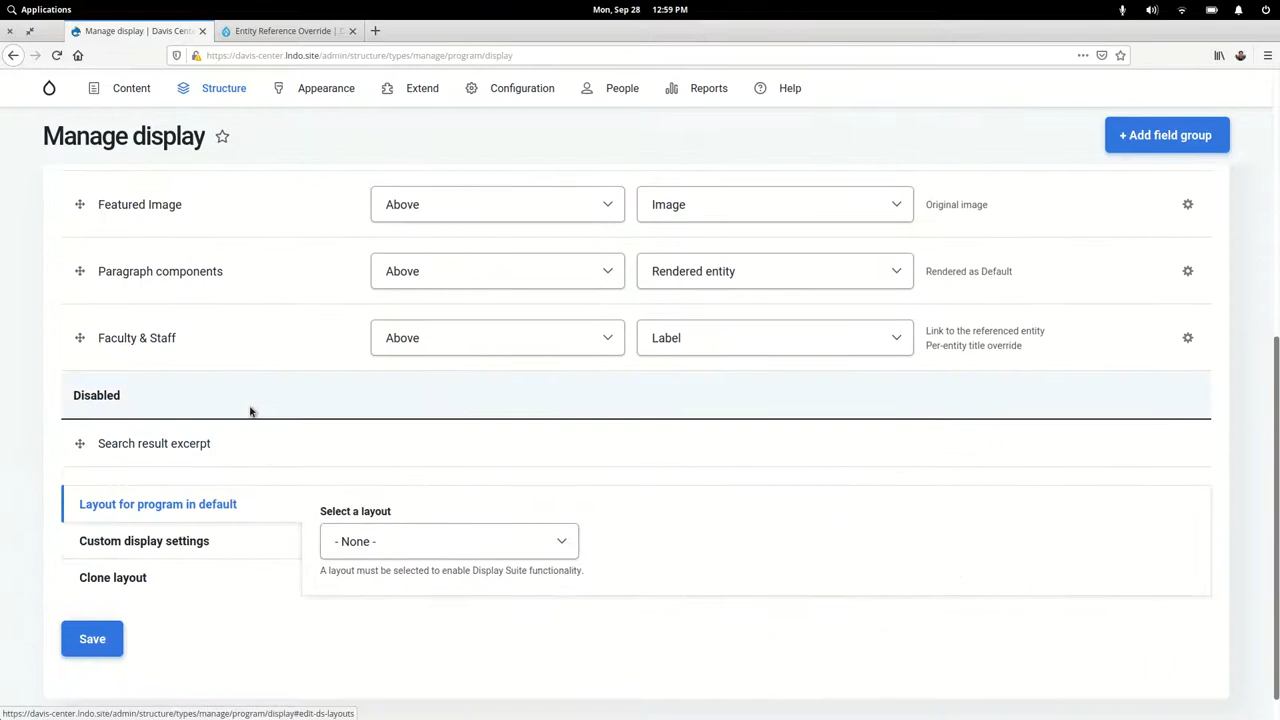 Applications
Mon, Sep 28 12:59 PM
Manage display | Davis Cent
Entity Reference Override | D
https://davis-center.lndo.site/admin/structure/types/manage/program/display
Content
Structure
Appearance
Extend
Configuration
People
Reports
Help
Manage display
+ Add field group
Featured Image
Above
Image
Original image
Paragraph components
Above
Rendered entity
Rendered as Default
Faculty & Staff
Above
Label
Link to the referenced entity
Per-entity title override
Disabled
Search result excerpt
Layout for program in default
Custom display settings
Clone layout
Select a layout
- None -
A layout must be selected to enable Display Suite functionality.
Save
https://davis-center.lndo.site/admin/structure/types/manage/program/display#edit-ds-layouts